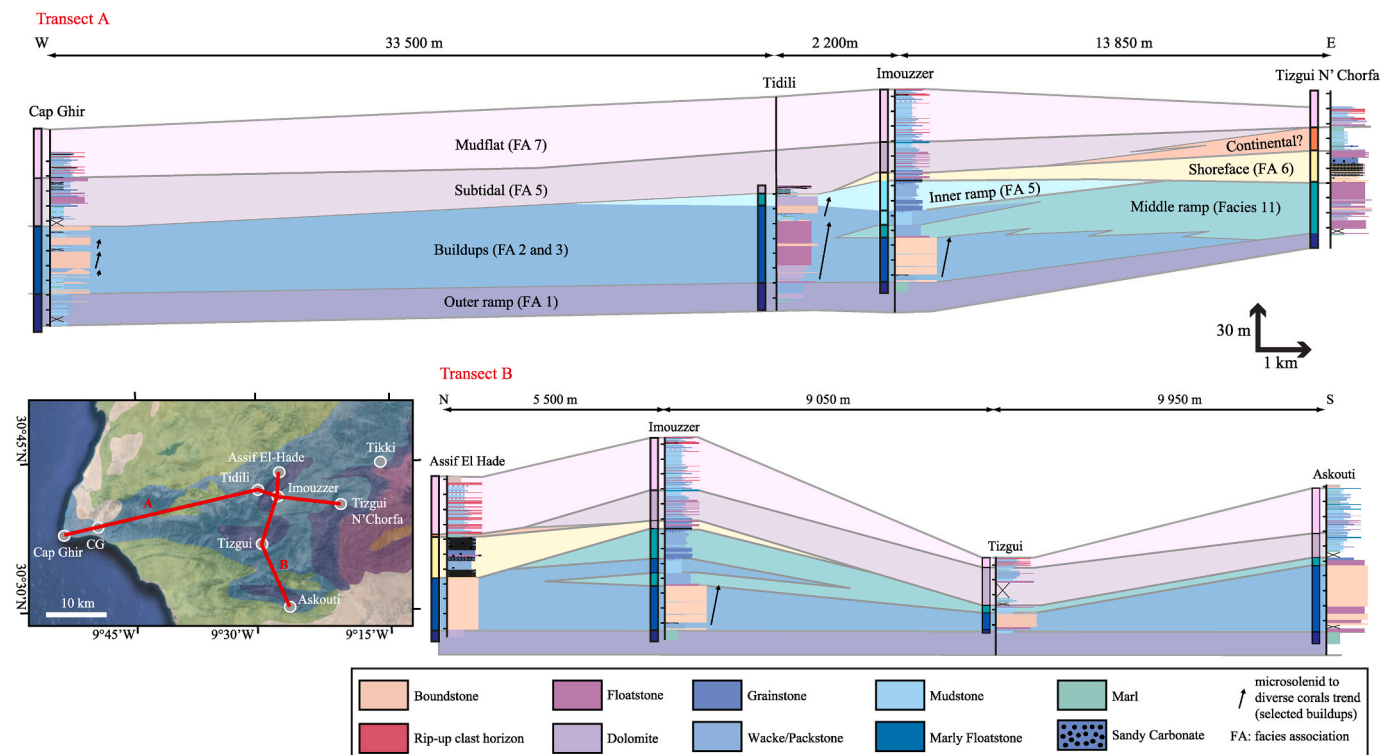 Transect A
W
33 500 m
2 200m
13 850 m
E
Tidili
Imouzzer
Tizgui N' Chorfa
Cap Ghir
Mudflat (FA 7)
Continental?
Subtidal (FA 5)
Shoreface (FA 6)
Inner ramp (FA 5)
Middle ramp (Facies 11)
Buildups (FA 2 and 3)
Outer ramp (FA 1)
30 m
1 km
Transect B
N
5 500 m
9 050 m
9 950 m
S
Imouzzer
Assif El Hade
Askouti
Tizgui
30°45'N
30°00'N
Assif El-Hade
Tikki
Tidili
Imouzzer
A
Tizgui
N'Chorfa
CG
Cap Ghir
Tizgui
B
Askouti
10 km
9°45'W
9°30'W
9°15'W
Boundstone
Floatstone
Grainstone
Mudstone
Marl
microsolenid to
diverse corals trend
(selected buildups)
Rip-up clast horizon
Dolomite
Wacke/Packstone
Marly Floatstone
Sandy Carbonate
FA: facies association